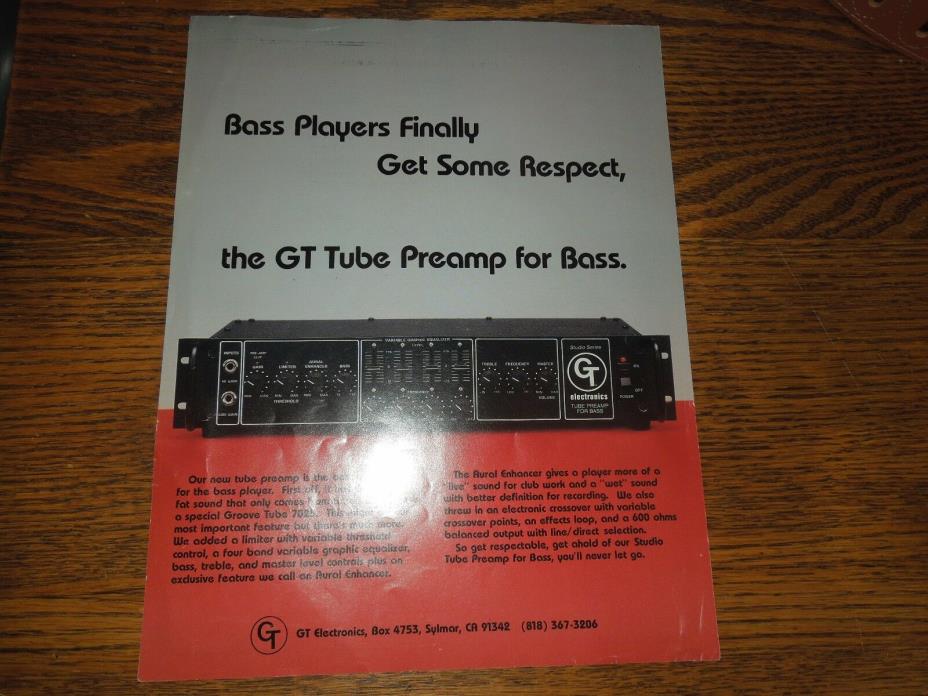 Bass Players Finally
Get Some Respect,
the GT Tube Preamp for Bass.
INPUTS
GAIN
LIMITER
AURAL
ENHANCER
BASS
THRESHOLD
VARIABLE GRAPHIC EQUALIZER
LEVEL
TREBLE
FREQUENCY
MASTER
VOLUME
Studio Series
GT
electronics
TUBE PREAMP
FOR BASS
ON
OFF
POWER
Our new tube preamp is the
for the bass player. First off, it
fat sound that only comes
a special Groove Tube 7025. This
most important feature but there's much more.
We added a limiter with variable threshold
control, a four band variable graphic equalizer,
bass, treble, and master level controls plus an
exclusive feature we call an Aural Enhancer.
The Aural Enhancer gives a player more of a
"live" sound for club work and a "wet" sound
with better definition for recording. We also
threw in an electronic crossover with variable
crossover points, an effects loop, and a 600 ohms
balanced output with line/direct selection.
So get respectable, get ahold of our Studio
Tube Preamp for Bass, you'll never let go.
GT
GT Electronics, Box 4753, Sylmar, CA 91342 (818) 367-3206